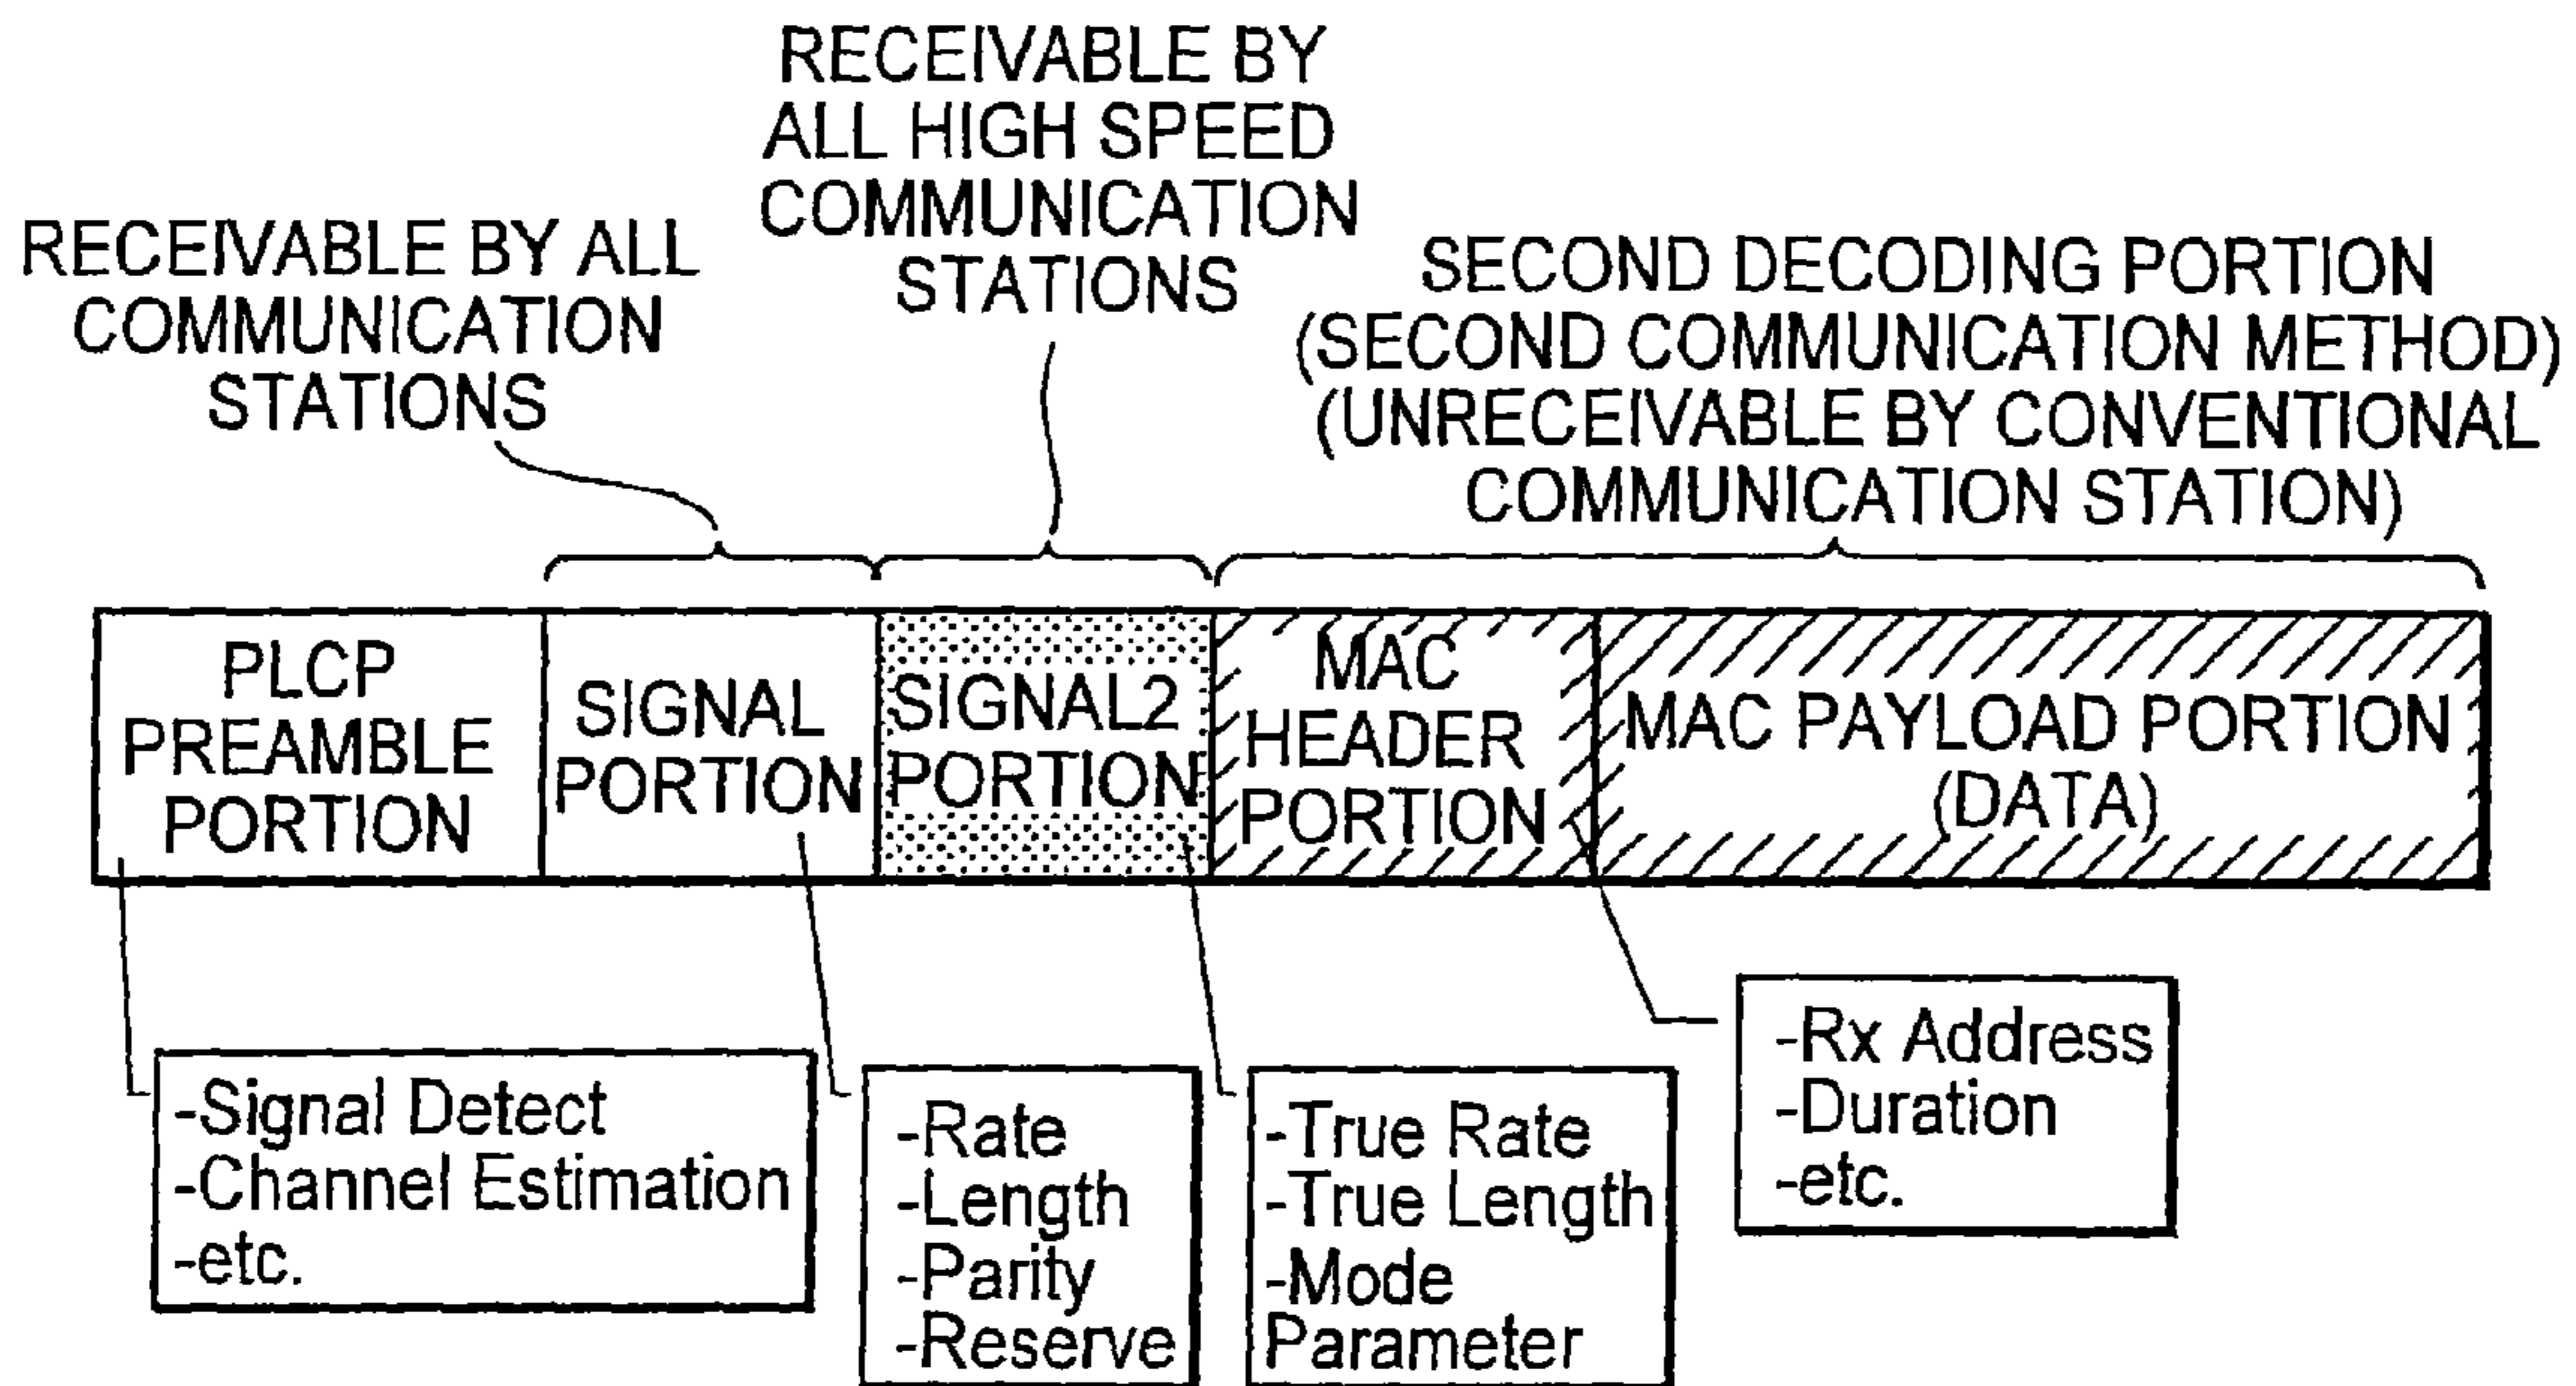 RECEIVABLE BY ALL
COMMUNICATION
STATIONS
RECEIVABLE BY
ALL HIGH SPEED
COMMUNICATION
STATIONS
SECOND DECODING PORTION
(SECOND COMMUNICATION METHOD)
(UNRECEIVABLE BY CONVENTIONAL
COMMUNICATION STATION)
PLCP
PREAMBLE
PORTION
SIGNAL
PORTION
SIGNAL2
PORTION
MAC
HEADER
PORTION
MAC PAYLOAD PORTION
(DATA)
-Signal Detect
-Channel Estimation
-etc.
-Rate
-Length
-Parity
-Reserve
-True Rate
-True Length
-Mode
Parameter
-Rx Address
-Duration
-etc.